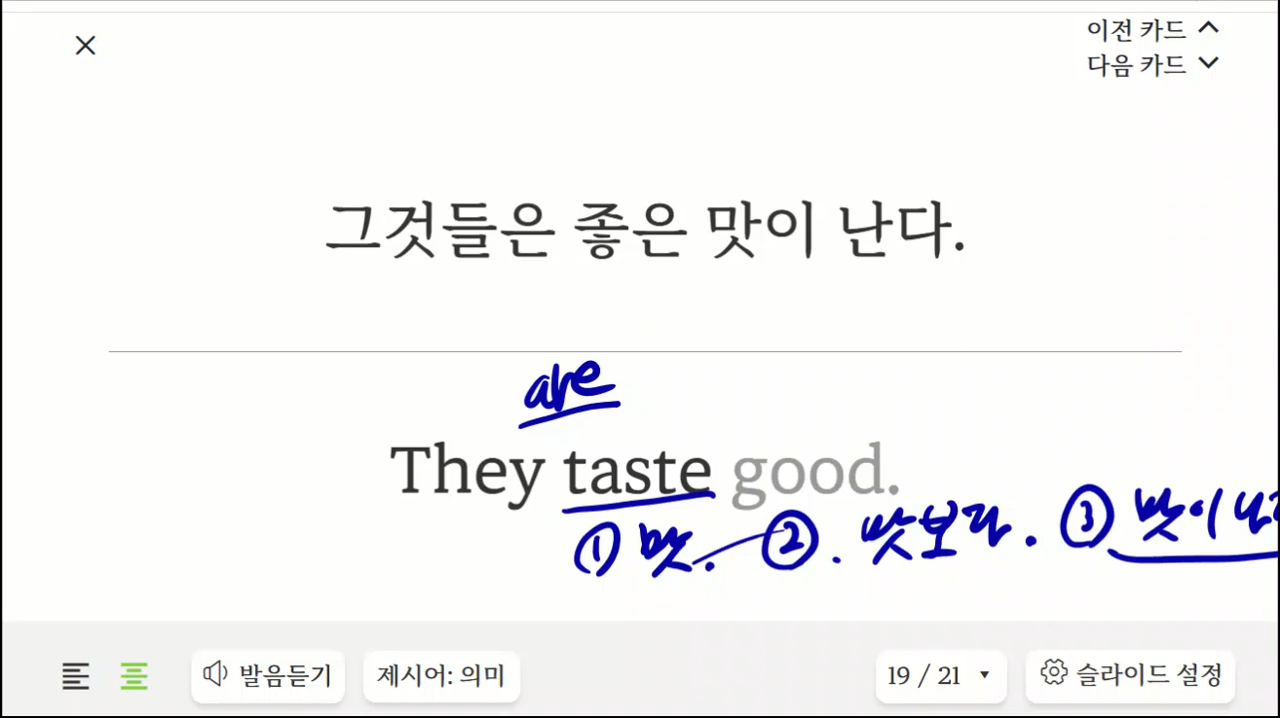 이전 카드
다음 카드
그것들은 좋은 맛이 난다.
are
They taste good.
① 맛. ②. 맛보다. ③ 맛이 난
발음듣기
제시어: 의미
19 / 21
슬라이드 설정